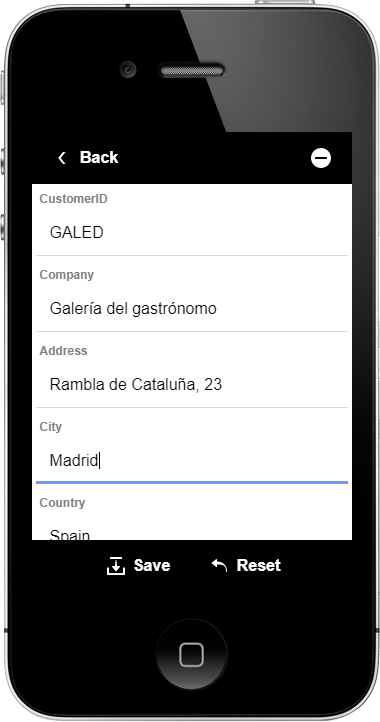 Back
CustomerID
GALED
Company
Galería del gastrónomo
Address
Rambla de Cataluña, 23
City
Madrid
Country
Spain
Save
Reset